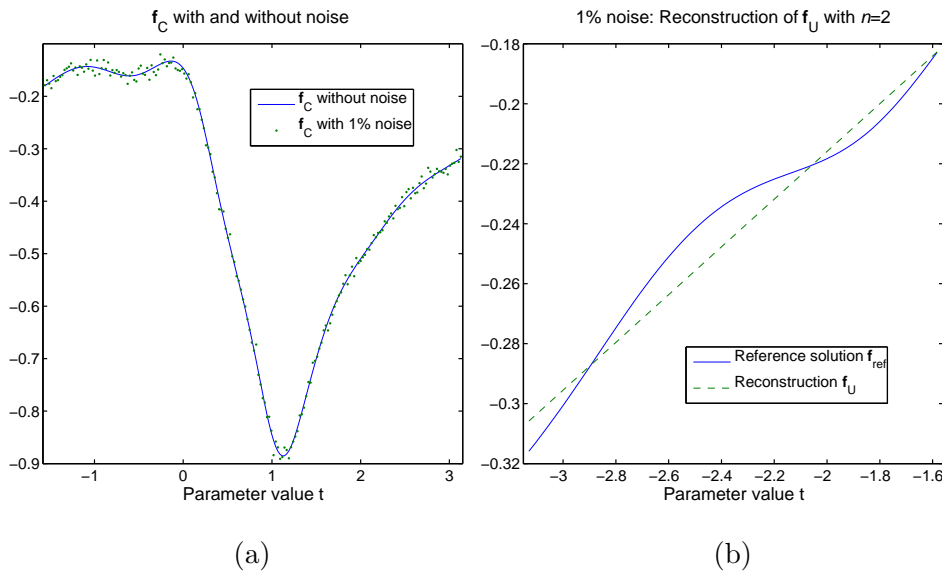 f_C with and without noise
−0.2
−0.3
−0.4
−0.5
−0.6
−0.7
−0.8
−0.9
−1
0
1
2
3
Parameter value t
f_C without noise
f_C with 1% noise
(a)
1% noise: Reconstruction of f_U with n=2
−0.18
−0.2
−0.22
−0.24
−0.26
−0.28
−0.3
−0.32
−3
−2.8
−2.6
−2.4
−2.2
−2
−1.8
−1.6
Parameter value t
Reference solution f_ref
Reconstruction f_U
(b)